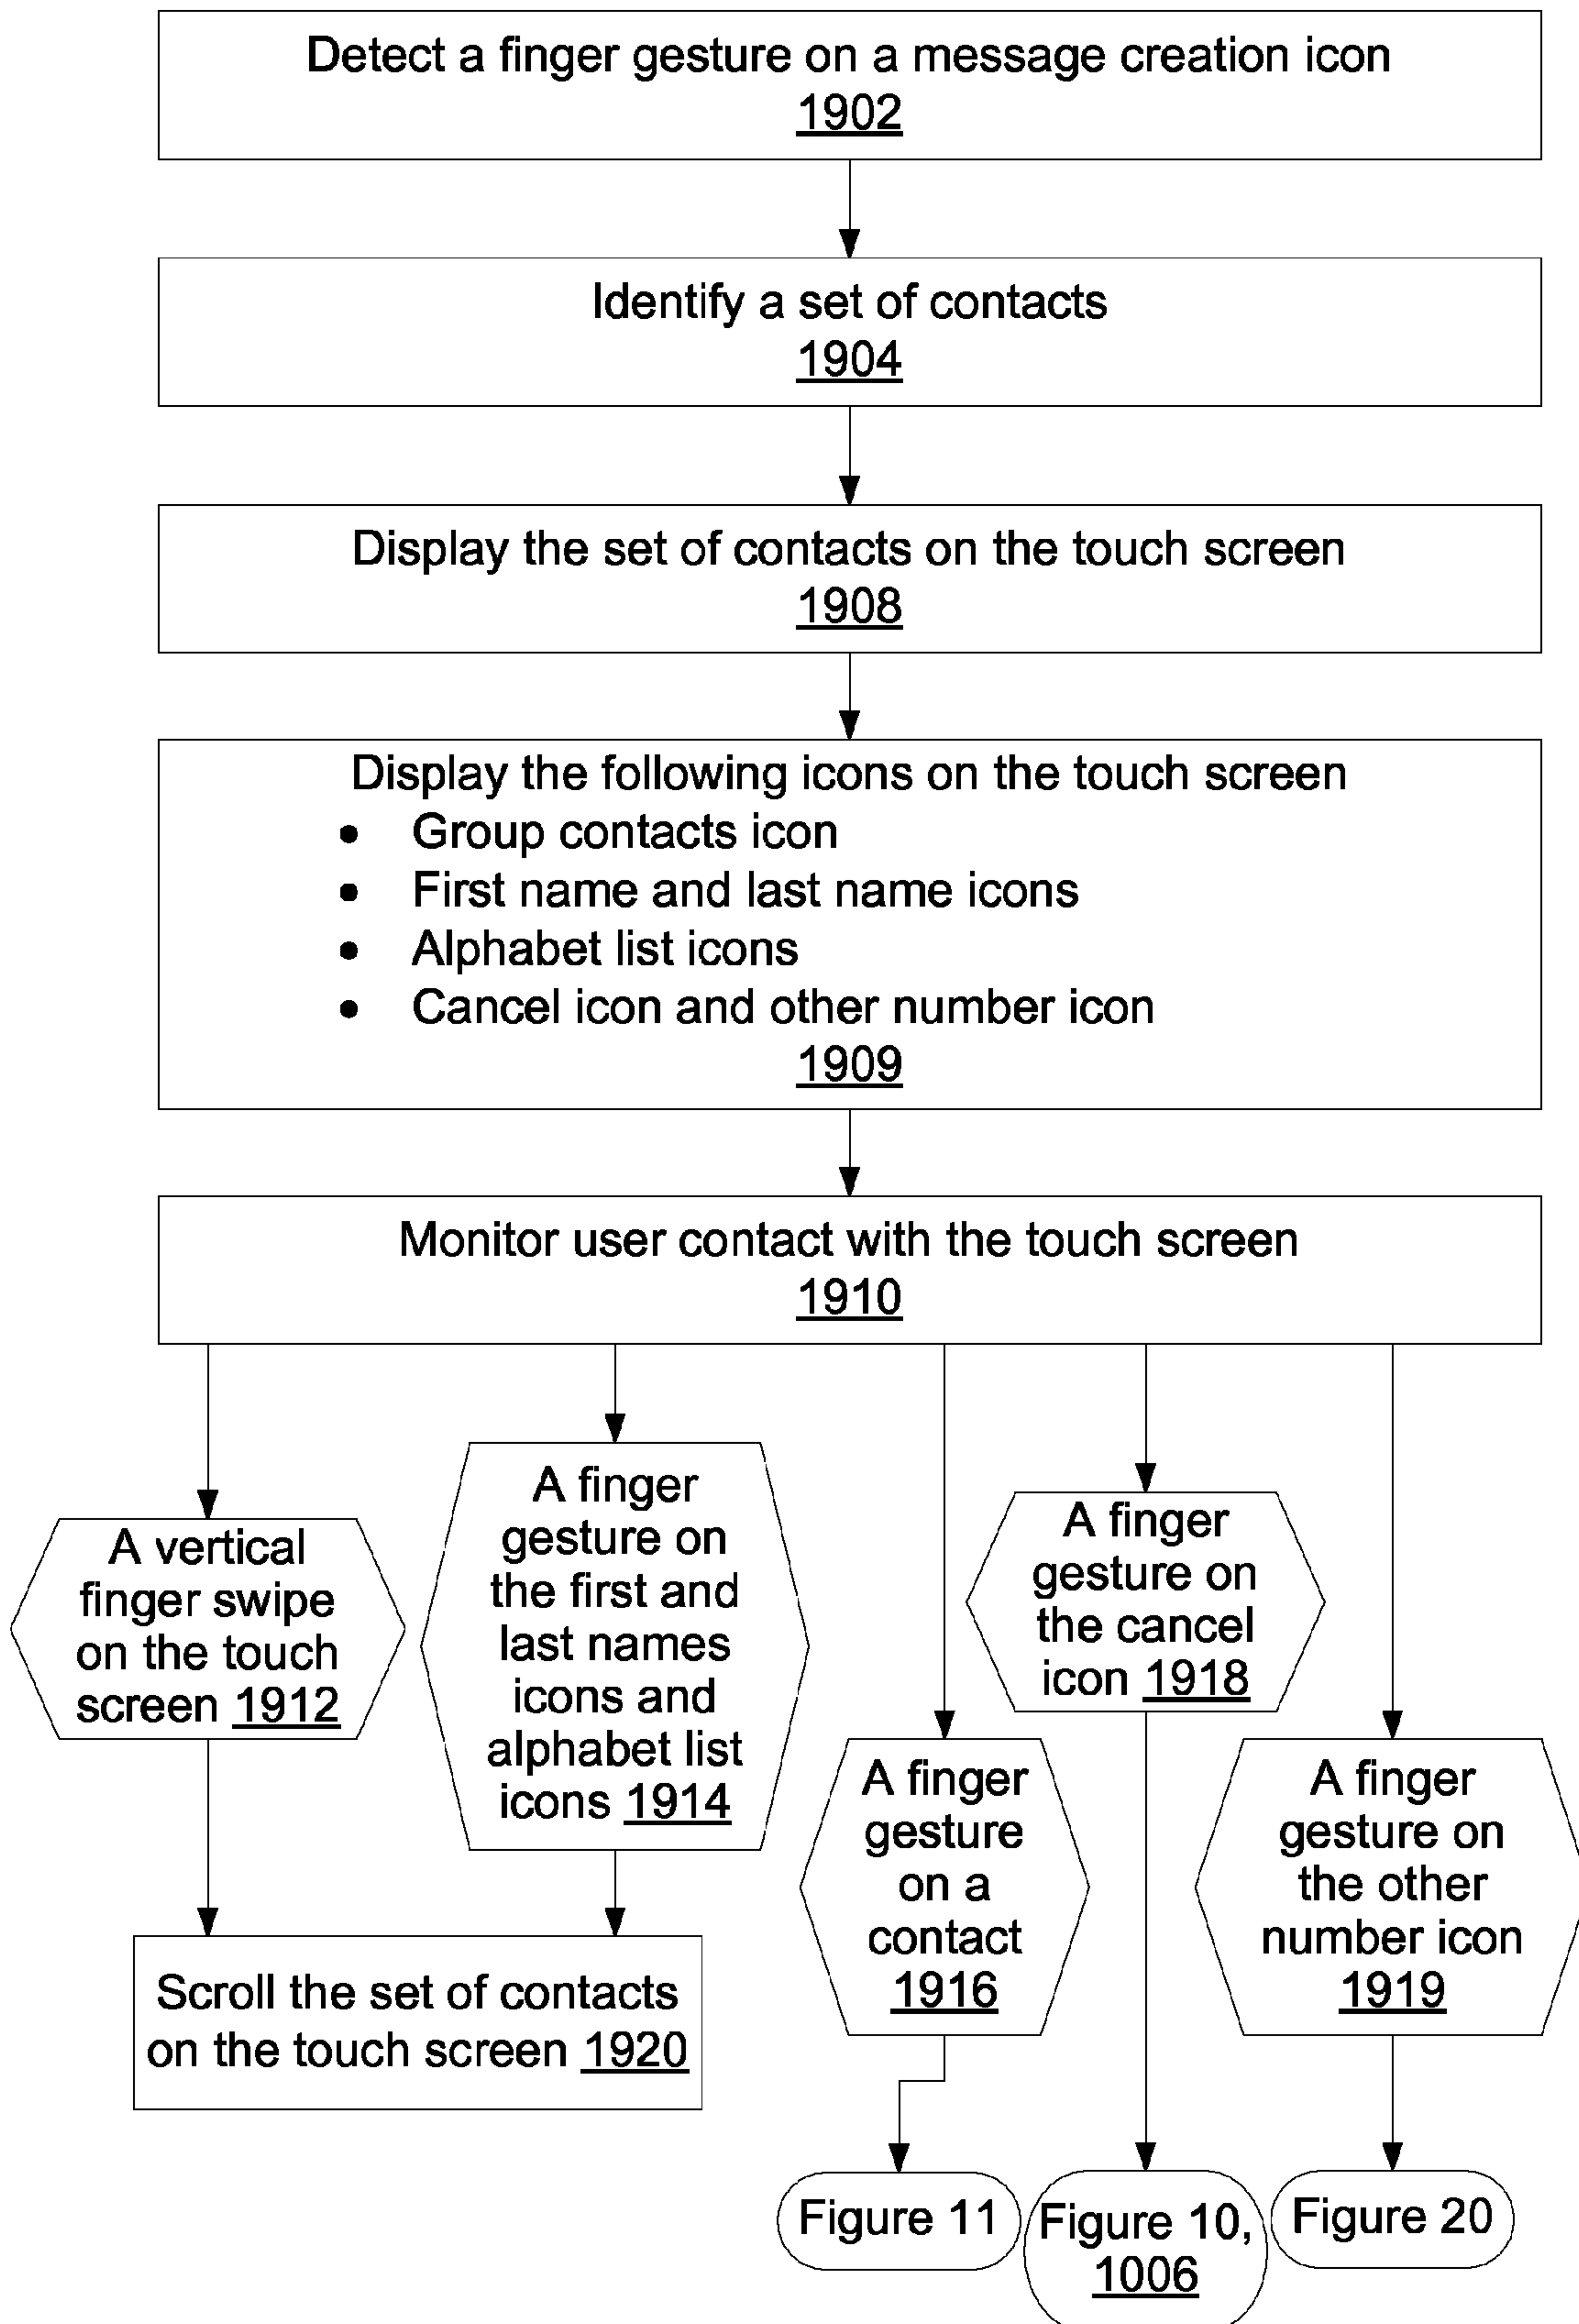 Detect a finger gesture on a message creation icon
1902
Identify a set of contacts
1904
Display the set of contacts on the touch screen
1908
Display the following icons on the touch screen
• Group contacts icon
• First name and last name icons
• Alphabet list icons
• Cancel icon and other number icon
1909
Monitor user contact with the touch screen
1910
A vertical
finger swipe
on the touch
screen 1912
A finger
gesture on
the first and
last names
icons and
alphabet list
icons 1914
A finger
gesture
on a
contact
1916
A finger
gesture on
the cancel
icon 1918
A finger
gesture on
the other
number icon
1919
Scroll the set of contacts
on the touch screen 1920
Figure 11
Figure 10,
1006
Figure 20